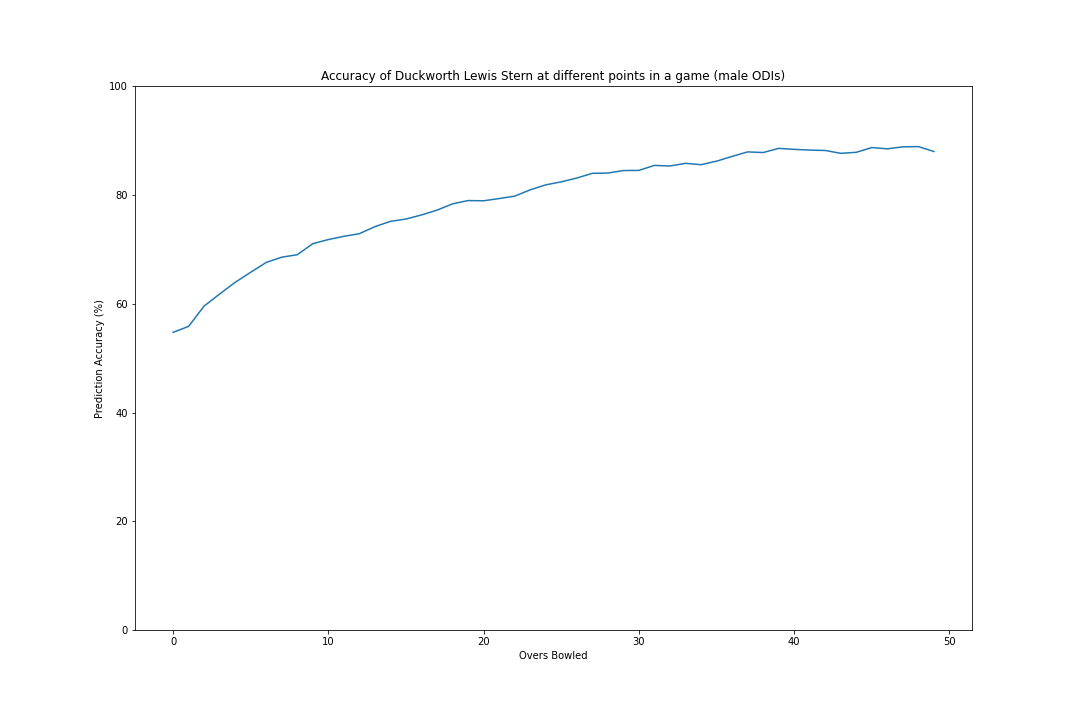 Accuracy of Duckworth Lewis Stern at different points in a game (male ODIs)
100
80
60
40
20
0
Prediction Accuracy (%)
0 10 20 30 40 50
Overs Bowled